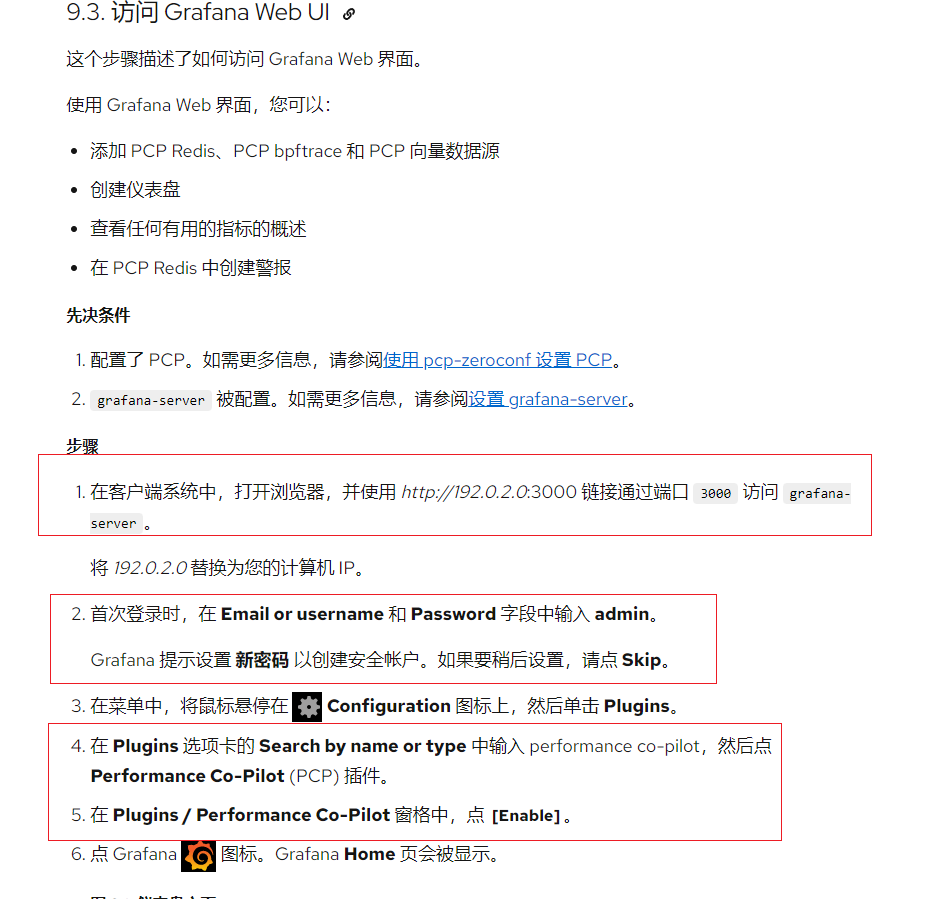 9.3. 访问 Grafana Web UI
这个步骤描述了如何访问 Grafana Web 界面。
使用 Grafana Web 界面，您可以：
• 添加 PCP Redis、PCP bpftrace 和 PCP 向量数据源
• 创建仪表盘
• 查看任何有用的指标的概述
• 在 PCP Redis 中创建警报
先决条件
1. 配置了 PCP。如需更多信息，请参阅使用 pcp-zeroconf 设置 PCP。
2. grafana-server 被配置。如需更多信息，请参阅设置 grafana-server。
步骤
1. 在客户端系统中，打开浏览器，并使用 http://192.0.2.0:3000 链接通过端口 3000 访问 grafana-
server 。
将 192.0.2.0 替换为您的计算机 IP。
2. 首次登录时，在 Email or username 和 Password 字段中输入 admin。
Grafana 提示设置 新密码 以创建安全帐户。如果要稍后设置，请点 Skip。
3. 在菜单中，将鼠标悬停在 Configuration 图标上，然后单击 Plugins。
4. 在 Plugins 选项卡的 Search by name or type 中输入 performance co-pilot，然后点
Performance Co-Pilot (PCP) 插件。
5. 在 Plugins / Performance Co-Pilot 窗格中，点 [Enable]。
6. 点 Grafana 图标。Grafana Home 页会被显示。